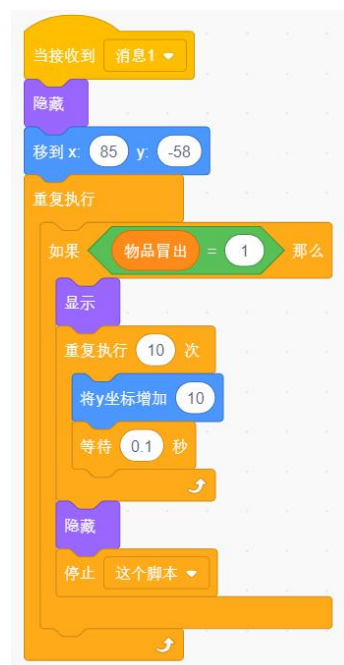 当接收到 消息1
隐藏
移到 x: 85 y: -58
重复执行
如果 物品冒出 = 1 那么
显示
重复执行 10 次
将y坐标增加 10
等待 0.1 秒
隐藏
停止 这个脚本